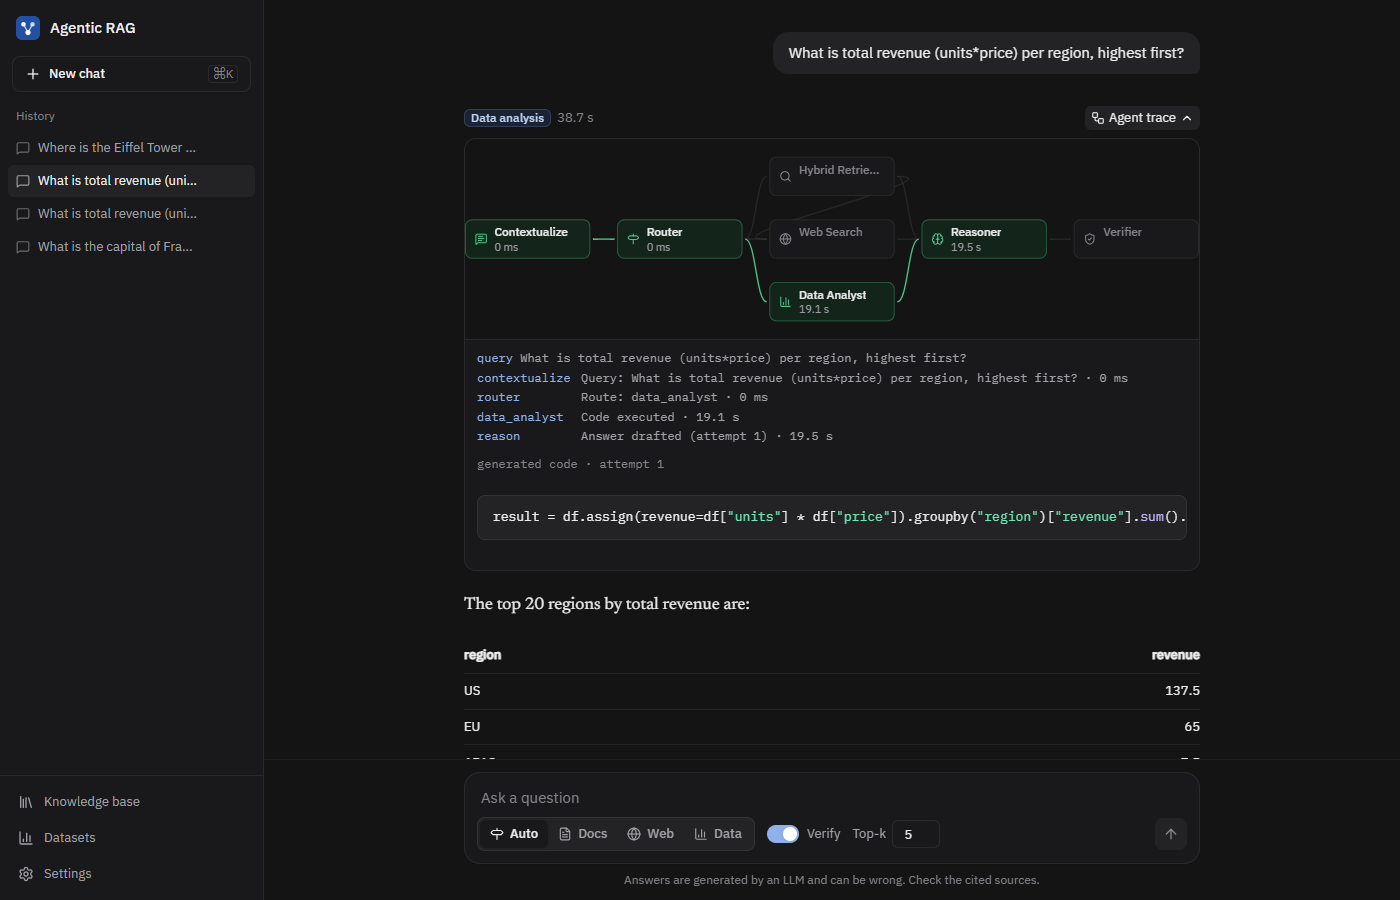 Agentic RAG
New chat
⌘K
History
Where is the Eiffel Tower ...
What is total revenue (uni...
What is total revenue (uni...
What is the capital of Fra...
Knowledge base
Datasets
Settings
What is total revenue (units*price) per region, highest first?
Data analysis 38.7 s
Agent trace
Hybrid Retrie...
Contextualize
0 ms
Router
0 ms
Web Search
Reasoner
19.5 s
Verifier
Data Analyst
19.1 s
query What is total revenue (units*price) per region, highest first?
contextualize Query: What is total revenue (units*price) per region, highest first? · 0 ms
router Route: data_analyst · 0 ms
data_analyst Code executed · 19.1 s
reason Answer drafted (attempt 1) · 19.5 s
generated code · attempt 1
result = df.assign(revenue=df["units"] * df["price"]).groupby("region")["revenue"].sum().
The top 20 regions by total revenue are:
region revenue
US 137.5
EU 65
Ask a question
Auto Docs Web Data Verify Top-k 5
Answers are generated by an LLM and can be wrong. Check the cited sources.